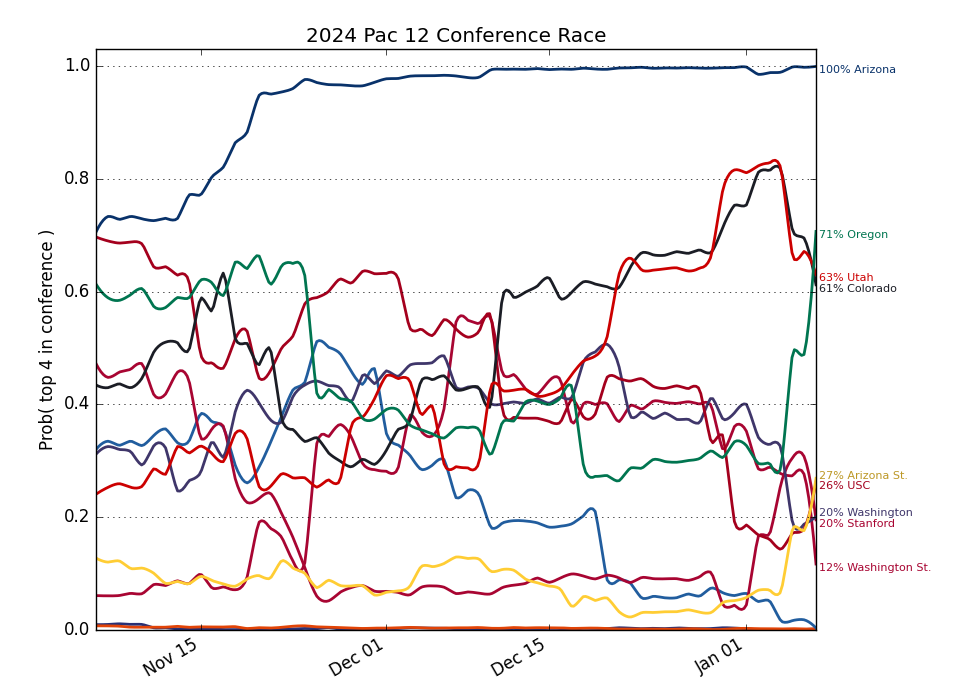 2024 Pac 12 Conference Race
Prob( top 4 in conference )
1.0
0.8
0.6
0.4
0.2
0.0
Nov 15
Dec 01
Dec 15
Jan 01
100% Arizona
71% Oregon
63% Utah
61% Colorado
27% Arizona St.
26% USC
20% Washington
20% Stanford
12% Washington St.